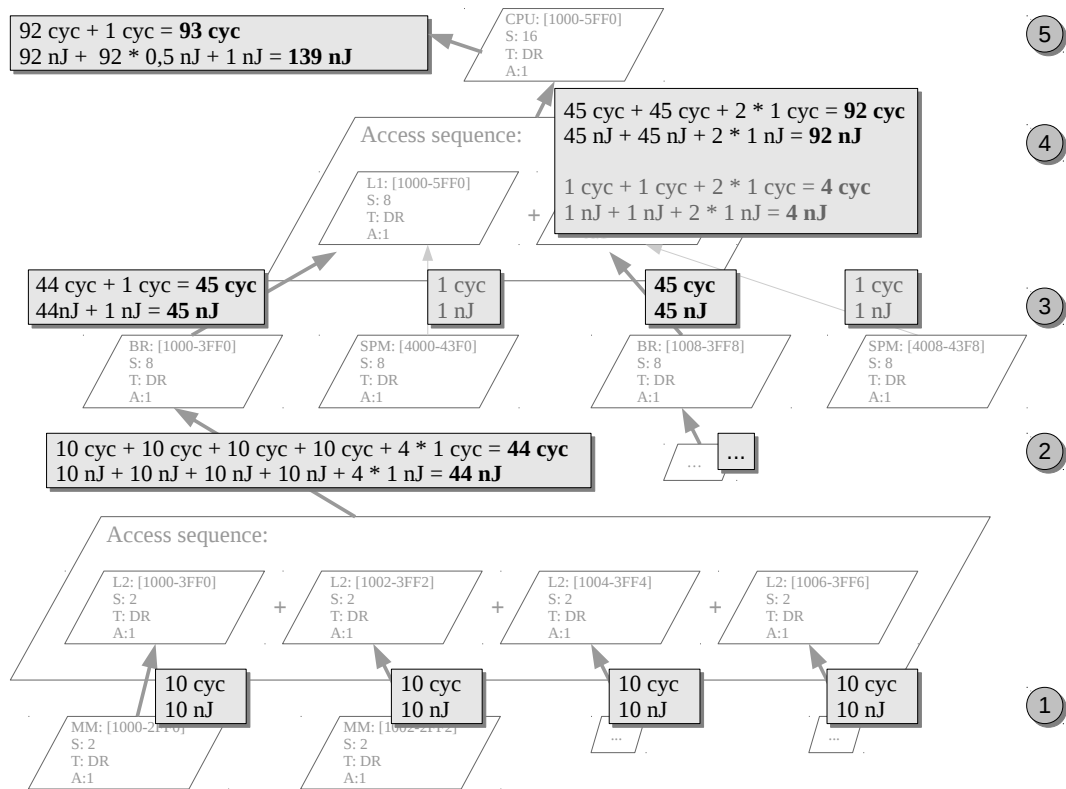 92 cyc + 1 cyc = 93 cyc
92 nJ + 92 * 0,5 nJ + 1 nJ = 139 nJ
CPU: [1000-5FF0]
S: 16
T: DR
A:1
5
45 cyc + 45 cyc + 2 * 1 cyc = 92 cyc
45 nJ + 45 nJ + 2 * 1 nJ = 92 nJ
1 cyc + 1 cyc + 2 * 1 cyc = 4 cyc
1 nJ + 1 nJ + 2 * 1 nJ = 4 nJ
4
Access sequence:
L1: [1000-5FF0]
S: 8
T: DR
A:1
+
44 cyc + 1 cyc = 45 cyc
44nJ + 1 nJ = 45 nJ
1 cyc
1 nJ
45 cyc
45 nJ
1 cyc
1 nJ
3
BR: [1000-3FF0]
S: 8
T: DR
A:1
SPM: [4000-43F0]
S: 8
T: DR
A:1
BR: [1008-3FF8]
S: 8
T: DR
A:1
SPM: [4008-43F8]
S: 8
T: DR
A:1
10 cyc + 10 cyc + 10 cyc + 10 cyc + 4 * 1 cyc = 44 cyc
10 nJ + 10 nJ + 10 nJ + 10 nJ + 4 * 1 nJ = 44 nJ
...
...
2
Access sequence:
L2: [1000-3FF0]
S: 2
T: DR
A:1
+
L2: [1002-3FF2]
S: 2
T: DR
A:1
+
L2: [1004-3FF4]
S: 2
T: DR
A:1
+
L2: [1006-3FF6]
S: 2
T: DR
A:1
10 cyc
10 nJ
10 cyc
10 nJ
10 cyc
10 nJ
10 cyc
10 nJ
1
MM: [1000-2FF0]
S: 2
T: DR
A:1
MM: [1002-2FF2]
S: 2
T: DR
A:1
...
...